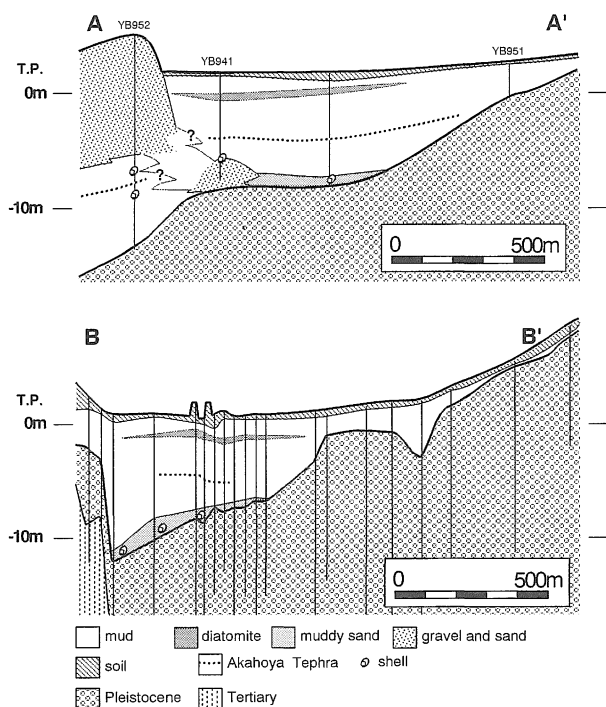 A YB952 A'
YB941 YB951
T.P.
0m
?
?
-10m
0 500m
B B'
T.P.
0m
-10m
0 500m
mud diatomite muddy sand gravel and sand
soil Akahoya Tephra shell
Pleistocene Tertiary